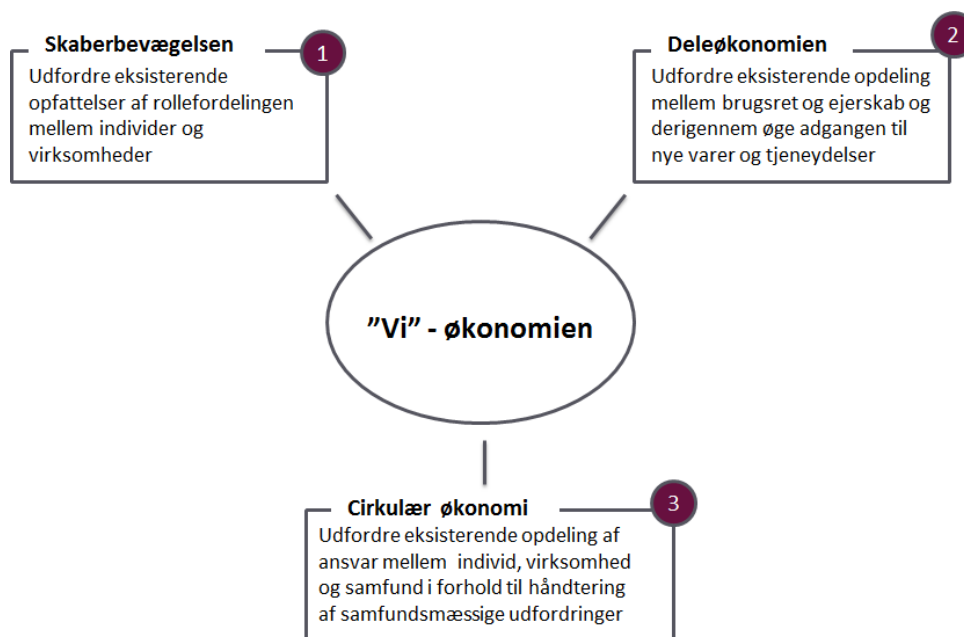 Skaberbevægelsen
1
Udfordre eksisterende
opfattelser af rollefordelingen
mellem individer og
virksomheder
Deleøkonomien
2
Udfordre eksisterende opdeling
mellem brugsret og ejerskab og
derigennem øge adgangen til
nye varer og tjeneydelser
”Vi” - økonomien
Cirkulær økonomi
3
Udfordre eksisterende opdeling af
ansvar mellem individ, virksomhed
og samfund i forhold til håndtering
af samfundsmæssige udfordringer